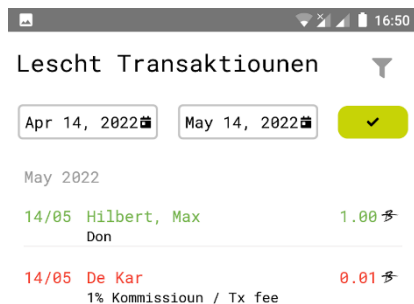 16:50
Lescht Transaktiounen
Apr 14, 2022 May 14, 2022
May 2022
14/05 Hilbert, Max 1.00
Don
14/05 De Kar 0.01
1% Kommissioun / Tx fee